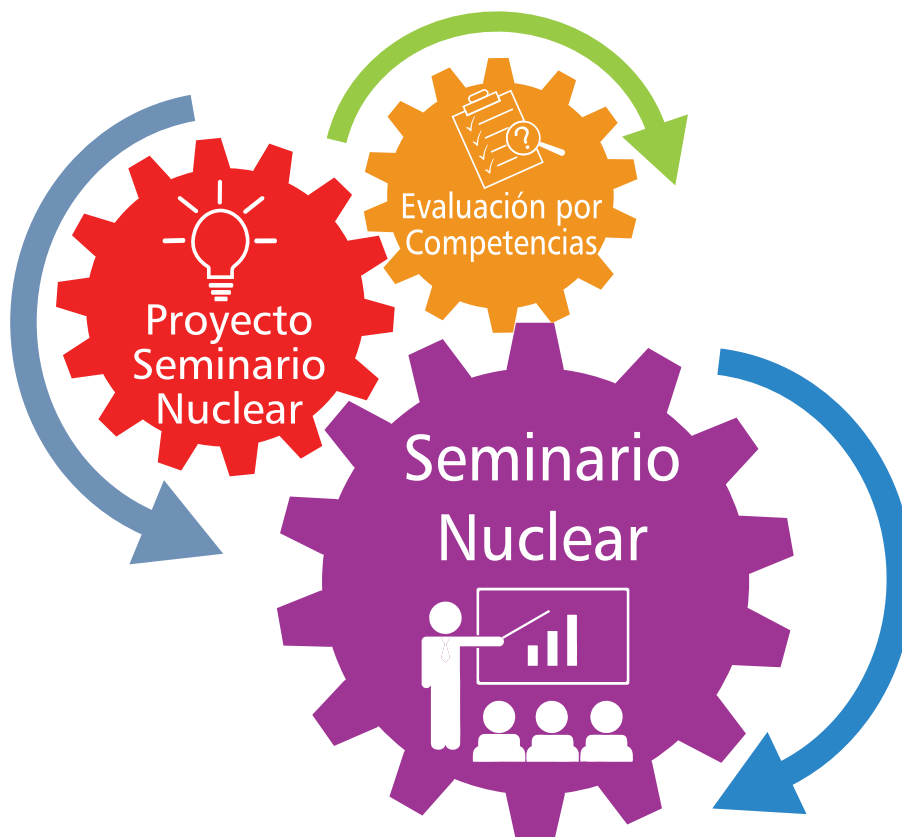 Evaluación por
Competencias
Proyecto
Seminario
Nuclear
Seminario
Nuclear
?